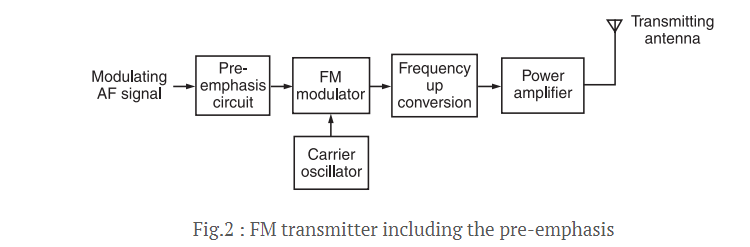 Transmitting
antenna
Modulating
AF signal
Pre-
emphasis
circuit
FM
modulator
Frequency
up
conversion
Power
amplifier
Carrier
oscillator
Fig.2 : FM transmitter including the pre-emphasis